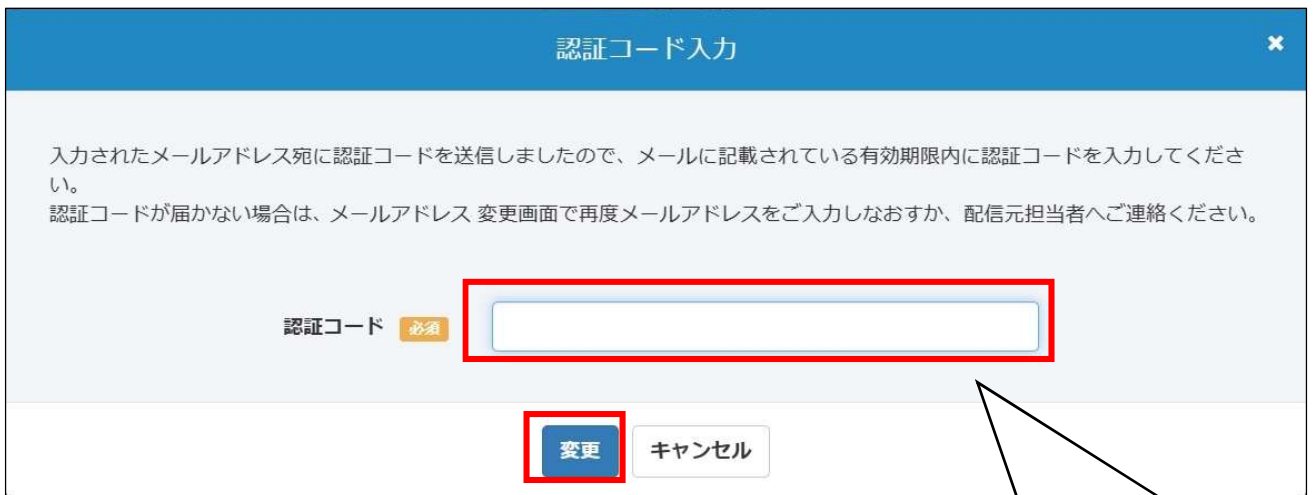 認証コード入力
入力されたメールアドレス宛に認証コードを送信しましたので、メールに記載されている有効期限内に認証コードを入力してくださ
い。
認証コードが届かない場合は、メールアドレス 変更画面で再度メールアドレスをご入力しなおすか、配信元担当者へご連絡ください。
認証コード 必須
変更 キャンセル